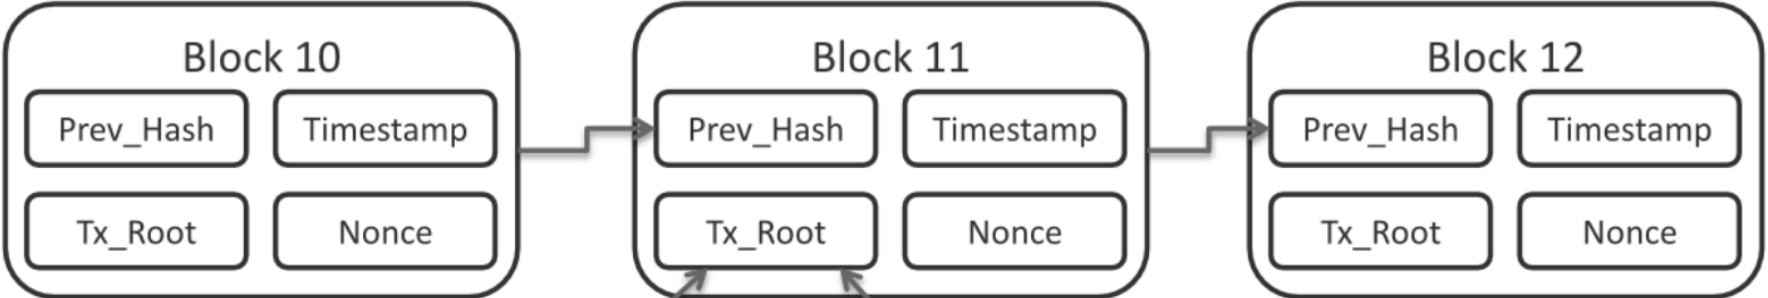 Block 10
Prev_Hash Timestamp
Tx_Root Nonce
Block 11
Prev_Hash Timestamp
Tx_Root Nonce
Block 12
Prev_Hash Timestamp
Tx_Root Nonce